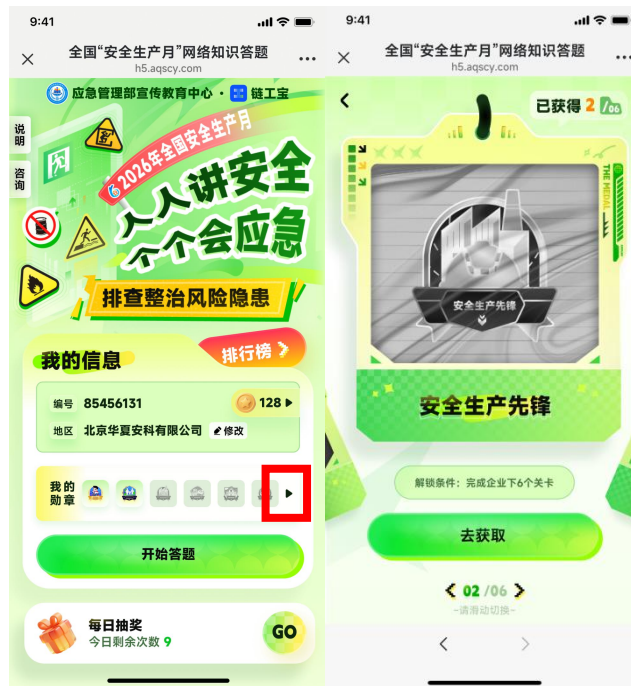 9:41
全国“安全生产月”网络知识答题
h5.aqscy.com
应急管理部宣传教育中心 · 链工宝
说明
咨询
2026年全国安全生产月
人人讲安全
个个会应急
排查整治风险隐患
我的信息
排行榜
编号 85456131
128
地区 北京华夏安科有限公司 修改
我的勋章
开始答题
每日抽奖
今日剩余次数 9
GO
9:41
全国“安全生产月”网络知识答题
h5.aqscy.com
已获得 2 /06
THE MEDAL
安全生产先锋
安全生产先锋
解锁条件：完成企业下6个关卡
去获取
02 /06
~请滑动切换~